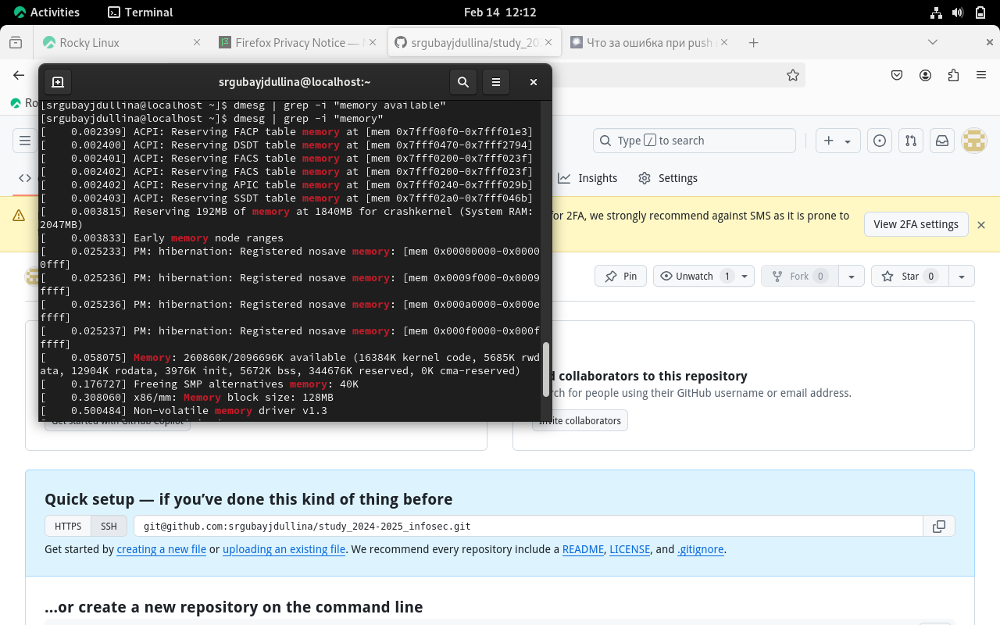 Activities
Terminal
Feb 14 12:12
Rocky Linux
Firefox Privacy Notice —
srgubayjdullina/study_20
Что за ошибка при push
Ro
srgubayjdullina@localhost:~
[srgubayjdullina@localhost ~]$ dmesg | grep -i "memory available"
[srgubayjdullina@localhost ~]$ dmesg | grep -i "memory"
[    0.002399] ACPI: Reserving FACP table memory at [mem 0x7fff00f0-0x7fff01e3]
[    0.002400] ACPI: Reserving DSDT table memory at [mem 0x7fff0470-0x7fff2794]
[    0.002401] ACPI: Reserving FACS table memory at [mem 0x7fff0200-0x7fff023f]
[    0.002402] ACPI: Reserving FACS table memory at [mem 0x7fff0200-0x7fff023f]
[    0.002402] ACPI: Reserving APIC table memory at [mem 0x7fff0240-0x7fff029b]
[    0.002403] ACPI: Reserving SSDT table memory at [mem 0x7fff02a0-0x7fff046b]
[    0.003815] Reserving 192MB of memory at 1840MB for crashkernel (System RAM:
2047MB)
[    0.003833] Early memory node ranges
[    0.025233] PM: hibernation: Registered nosave memory: [mem 0x00000000-0x0000
0fff]
[    0.025236] PM: hibernation: Registered nosave memory: [mem 0x0009f000-0x0009
ffff]
[    0.025236] PM: hibernation: Registered nosave memory: [mem 0x000a0000-0x000e
ffff]
[    0.025237] PM: hibernation: Registered nosave memory: [mem 0x000f0000-0x000f
ffff]
[    0.058075] Memory: 260860K/2096696K available (16384K kernel code, 5685K rwd
ata, 12904K rodata, 3976K init, 5672K bss, 344676K reserved, 0K cma-reserved)
[    0.176727] Freeing SMP alternatives memory: 40K
[    0.308060] x86/mm: Memory block size: 128MB
[    0.500484] Non-volatile memory driver v1.3
Type / to search
Insights
Settings
for 2FA, we strongly recommend against SMS as it is prone to
View 2FA settings
Pin
Unwatch 1
Fork 0
Star 0
collaborators to this repository
for people using their GitHub username or email address.
Get started with GitHub Copilot
Invite collaborators
Quick setup — if you’ve done this kind of thing before
HTTPS
SSH
git@github.com:srgubayjdullina/study_2024-2025_infosec.git
Get started by creating a new file or uploading an existing file. We recommend every repository include a README, LICENSE, and .gitignore.
…or create a new repository on the command line